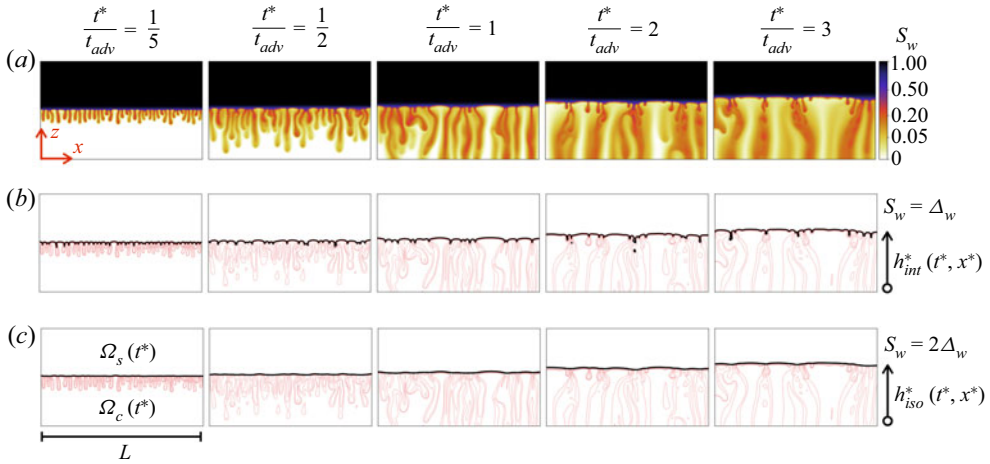 t*/t_adv = 1/5 t*/t_adv = 1/2 t*/t_adv = 1 t*/t_adv = 2 t*/t_adv = 3
(a) S_w
1.00
0.50
0.20
0.05
0
z
x
(b) S_w = Δ_w
h*_int (t*, x*)
(c) S_w = 2Δ_w
Ω_s (t*)
Ω_c (t*)
h*_iso (t*, x*)
L